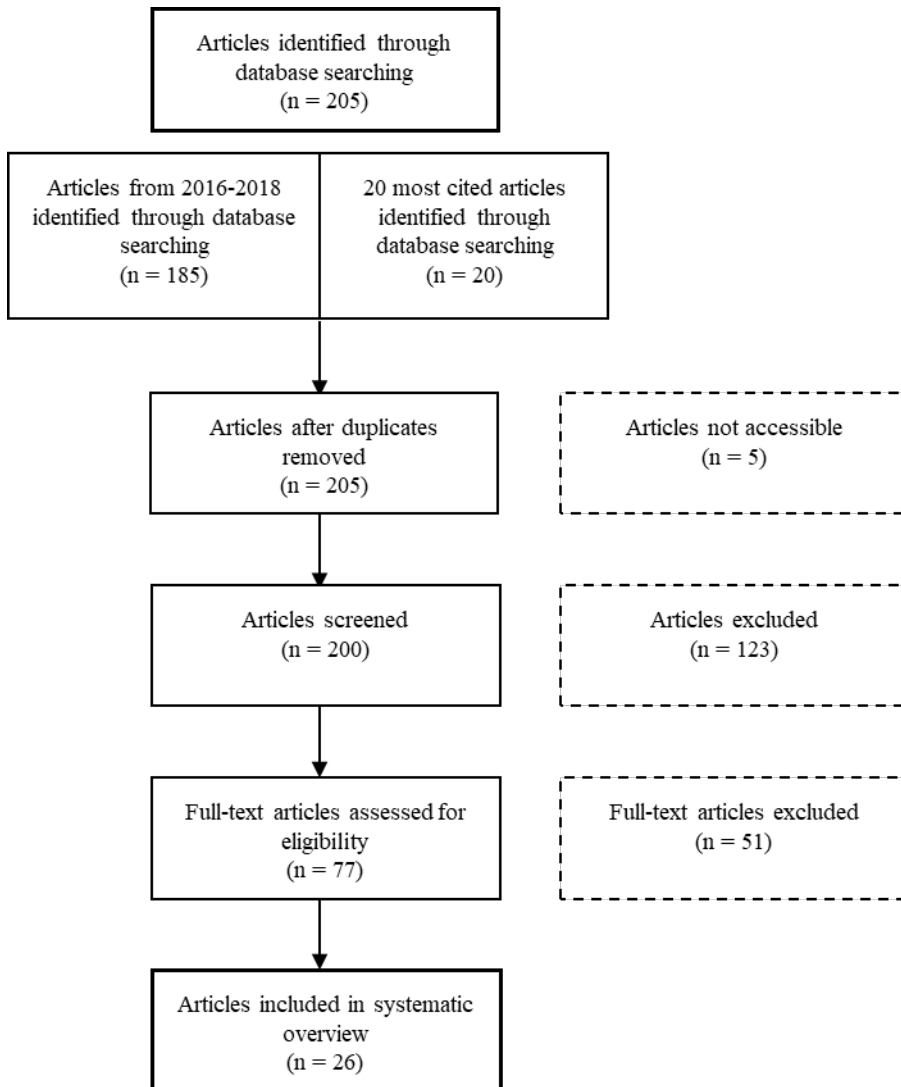 Articles identified through
database searching
(n = 205)
Articles from 2016-2018
identified through database
searching
(n = 185)
20 most cited articles
identified through
database searching
(n = 20)
Articles after duplicates
removed
(n = 205)
Articles not accessible
(n = 5)
Articles screened
(n = 200)
Articles excluded
(n = 123)
Full-text articles assessed for
eligibility
(n = 77)
Full-text articles excluded
(n = 51)
Articles included in systematic
overview
(n = 26)